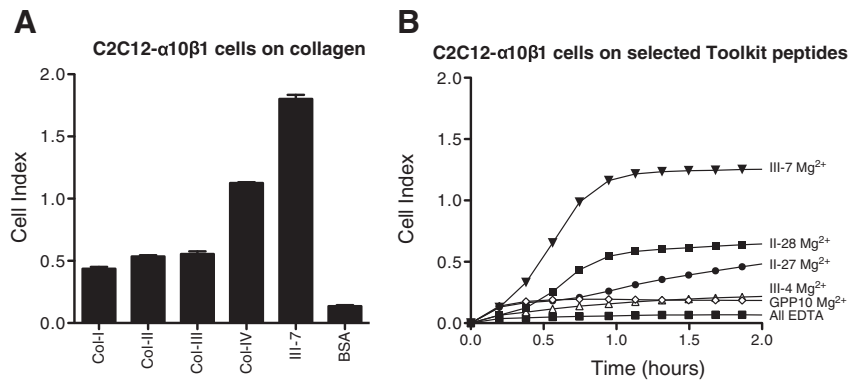 A
C2C12-α10β1 cells on collagen
Cell Index
2.0
1.5
1.0
0.5
0.0
Col-I
Col-II
Col-III
Col-IV
III-7
BSA
B
C2C12-α10β1 cells on selected Toolkit peptides
Cell Index
2.0
1.5
1.0
0.5
0.0
III-7 Mg²⁺
II-28 Mg²⁺
II-27 Mg²⁺
III-4 Mg²⁺
GPP10 Mg²⁺
All EDTA
0.0
0.5
1.0
1.5
2.0
Time (hours)